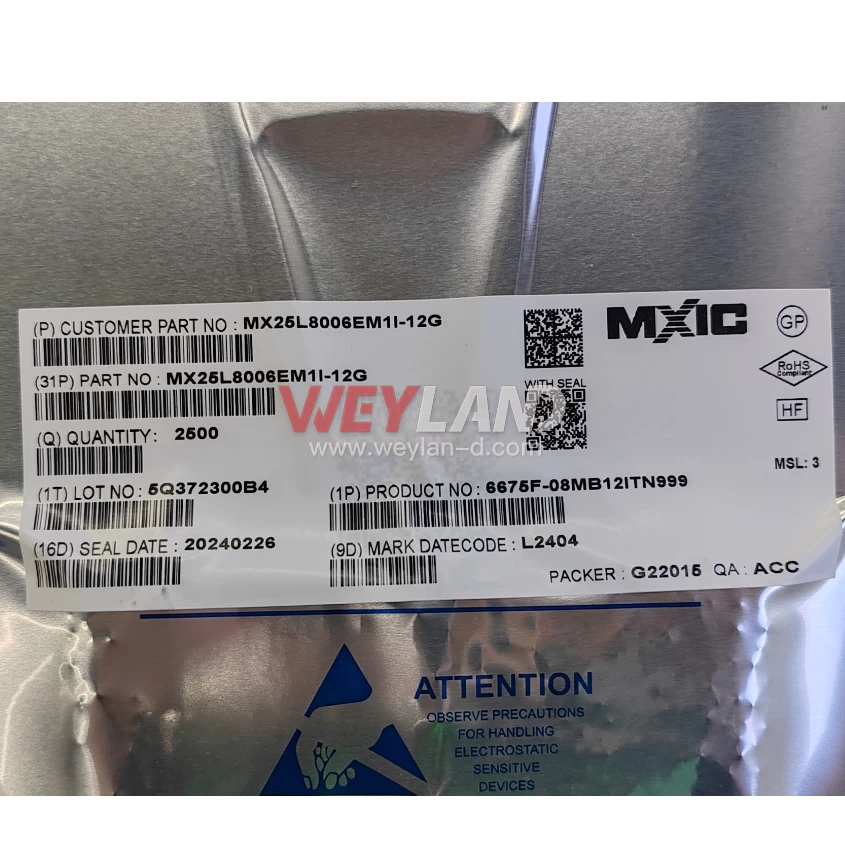 (P) CUSTOMER PART NO : MX25L8006EM1I-12G
MXIC
GP
(31P) PART NO : MX25L8006EM1I-12G
WITH SEAL
RoHS
Compliant
HF
WEYLAND
www.weylan-d.com
(Q) QUANTITY: 2500
MSL: 3
(1T) LOT NO : 5Q372300B4
(1P) PRODUCT NO : 6675F-08MB12ITN999
(16D) SEAL DATE : 20240226
(9D) MARK DATECODE : L2404
PACKER : G22015 QA : ACC
ATTENTION
OBSERVE PRECAUTIONS
FOR HANDLING
ELECTROSTATIC
SENSITIVE
DEVICES